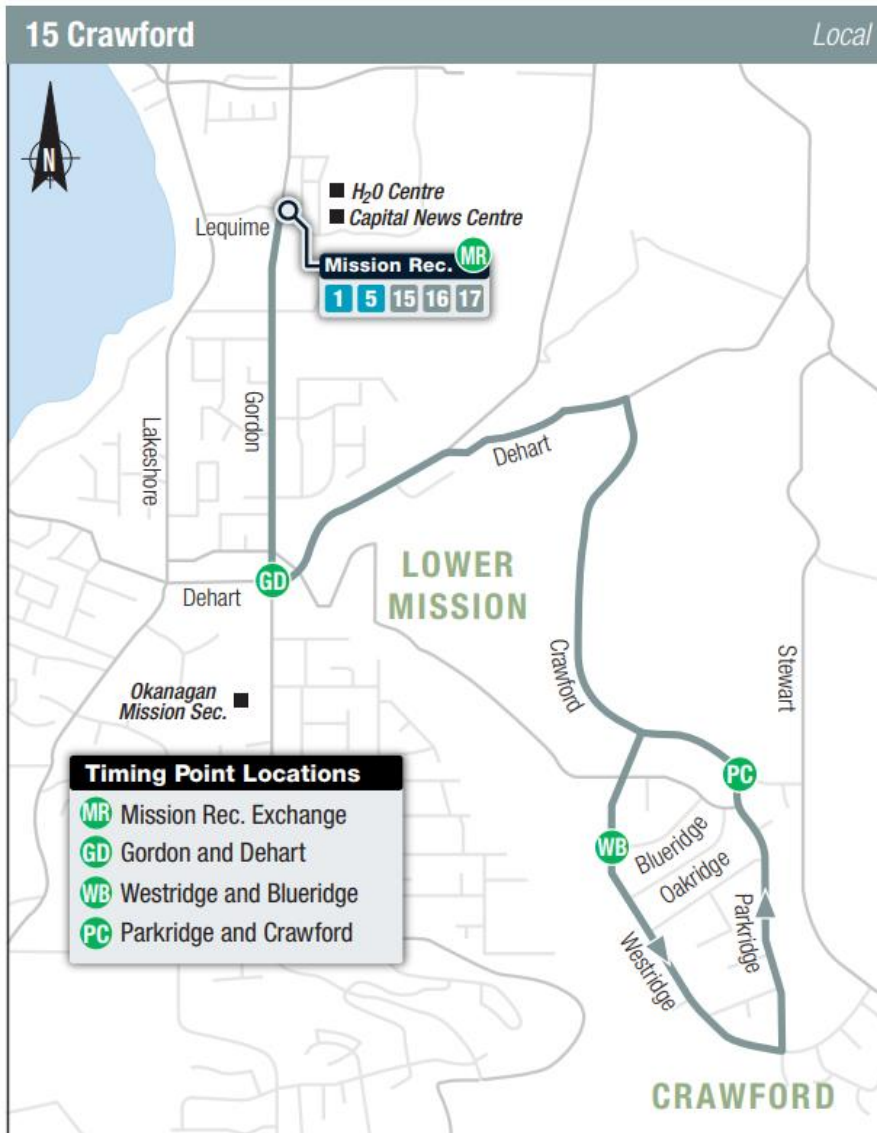 15 Crawford
Local
N
H₂O Centre
Capital News Centre
Lequime
Mission Rec. MR
1 5 15 16 17
Gordon
Lakeshore
Dehart
GD
Dehart
LOWER
MISSION
Okanagan
Mission Sec.
Crawford
Stewart
PC
WB
Blueridge
Oakridge
Parkridge
Westridge
CRAWFORD
Timing Point Locations
MR Mission Rec. Exchange
GD Gordon and Dehart
WB Westridge and Blueridge
PC Parkridge and Crawford